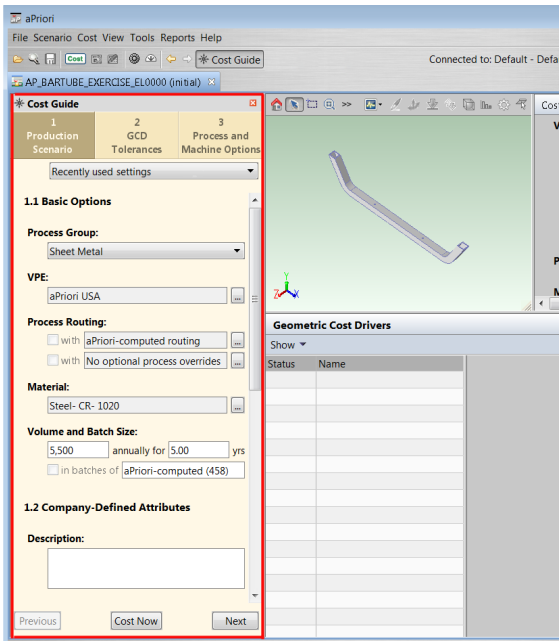 aPriori
File Scenario Cost View Tools Reports Help
Cost Cost Guide Connected to: Default - Defa
AP_BARTUBE_EXERCISE_EL0000 (initial)
Cost Guide
1 2 3
Production GCD Process and
Scenario Tolerances Machine Options
Recently used settings
1.1 Basic Options
Process Group:
Sheet Metal
VPE:
aPriori USA
...
Process Routing:
with aPriori-computed routing ...
with No optional process overrides ...
Material:
Steel- CR- 1020 ...
Volume and Batch Size:
5,500 annually for 5.00 yrs
in batches of aPriori-computed (458)
1.2 Company-Defined Attributes
Description:
Previous Cost Now Next
>>
Y
Z X
Cos
V
P
M
Geometric Cost Drivers
Show
Status Name